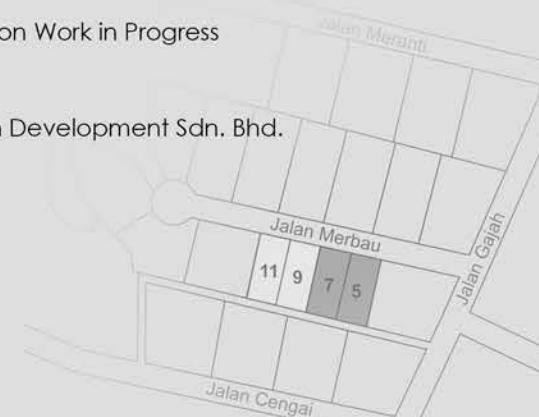 on Work in Progress
Jalan Meranti
Development Sdn. Bhd.
Jalan Merbau
Jalan Gajah
11
9
7
5
Jalan Cengai